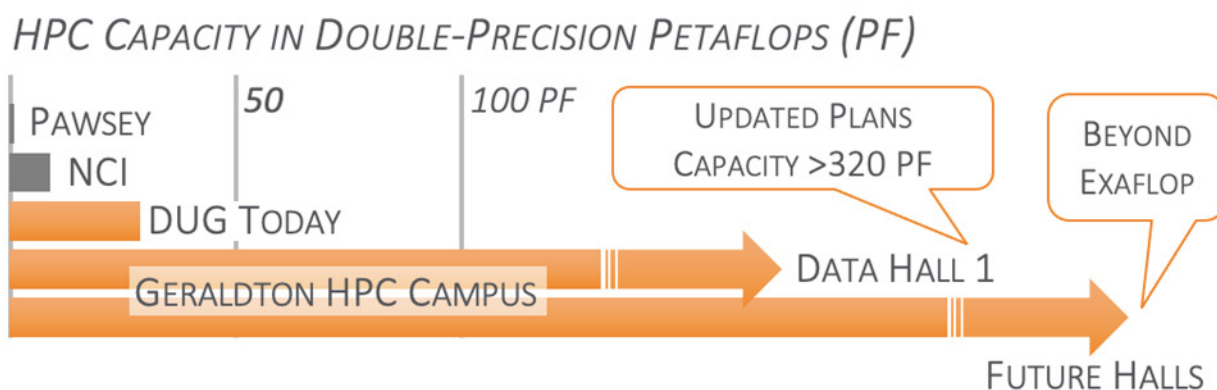 HPC CAPACITY IN DOUBLE-PRECISION PETAFLOPS (PF)
50
100 PF
PAWSEY
NCI
DUG TODAY
UPDATED PLANS
CAPACITY >320 PF
BEYOND
EXAFLOP
DATA HALL 1
GERALDTON HPC CAMPUS
FUTURE HALLS